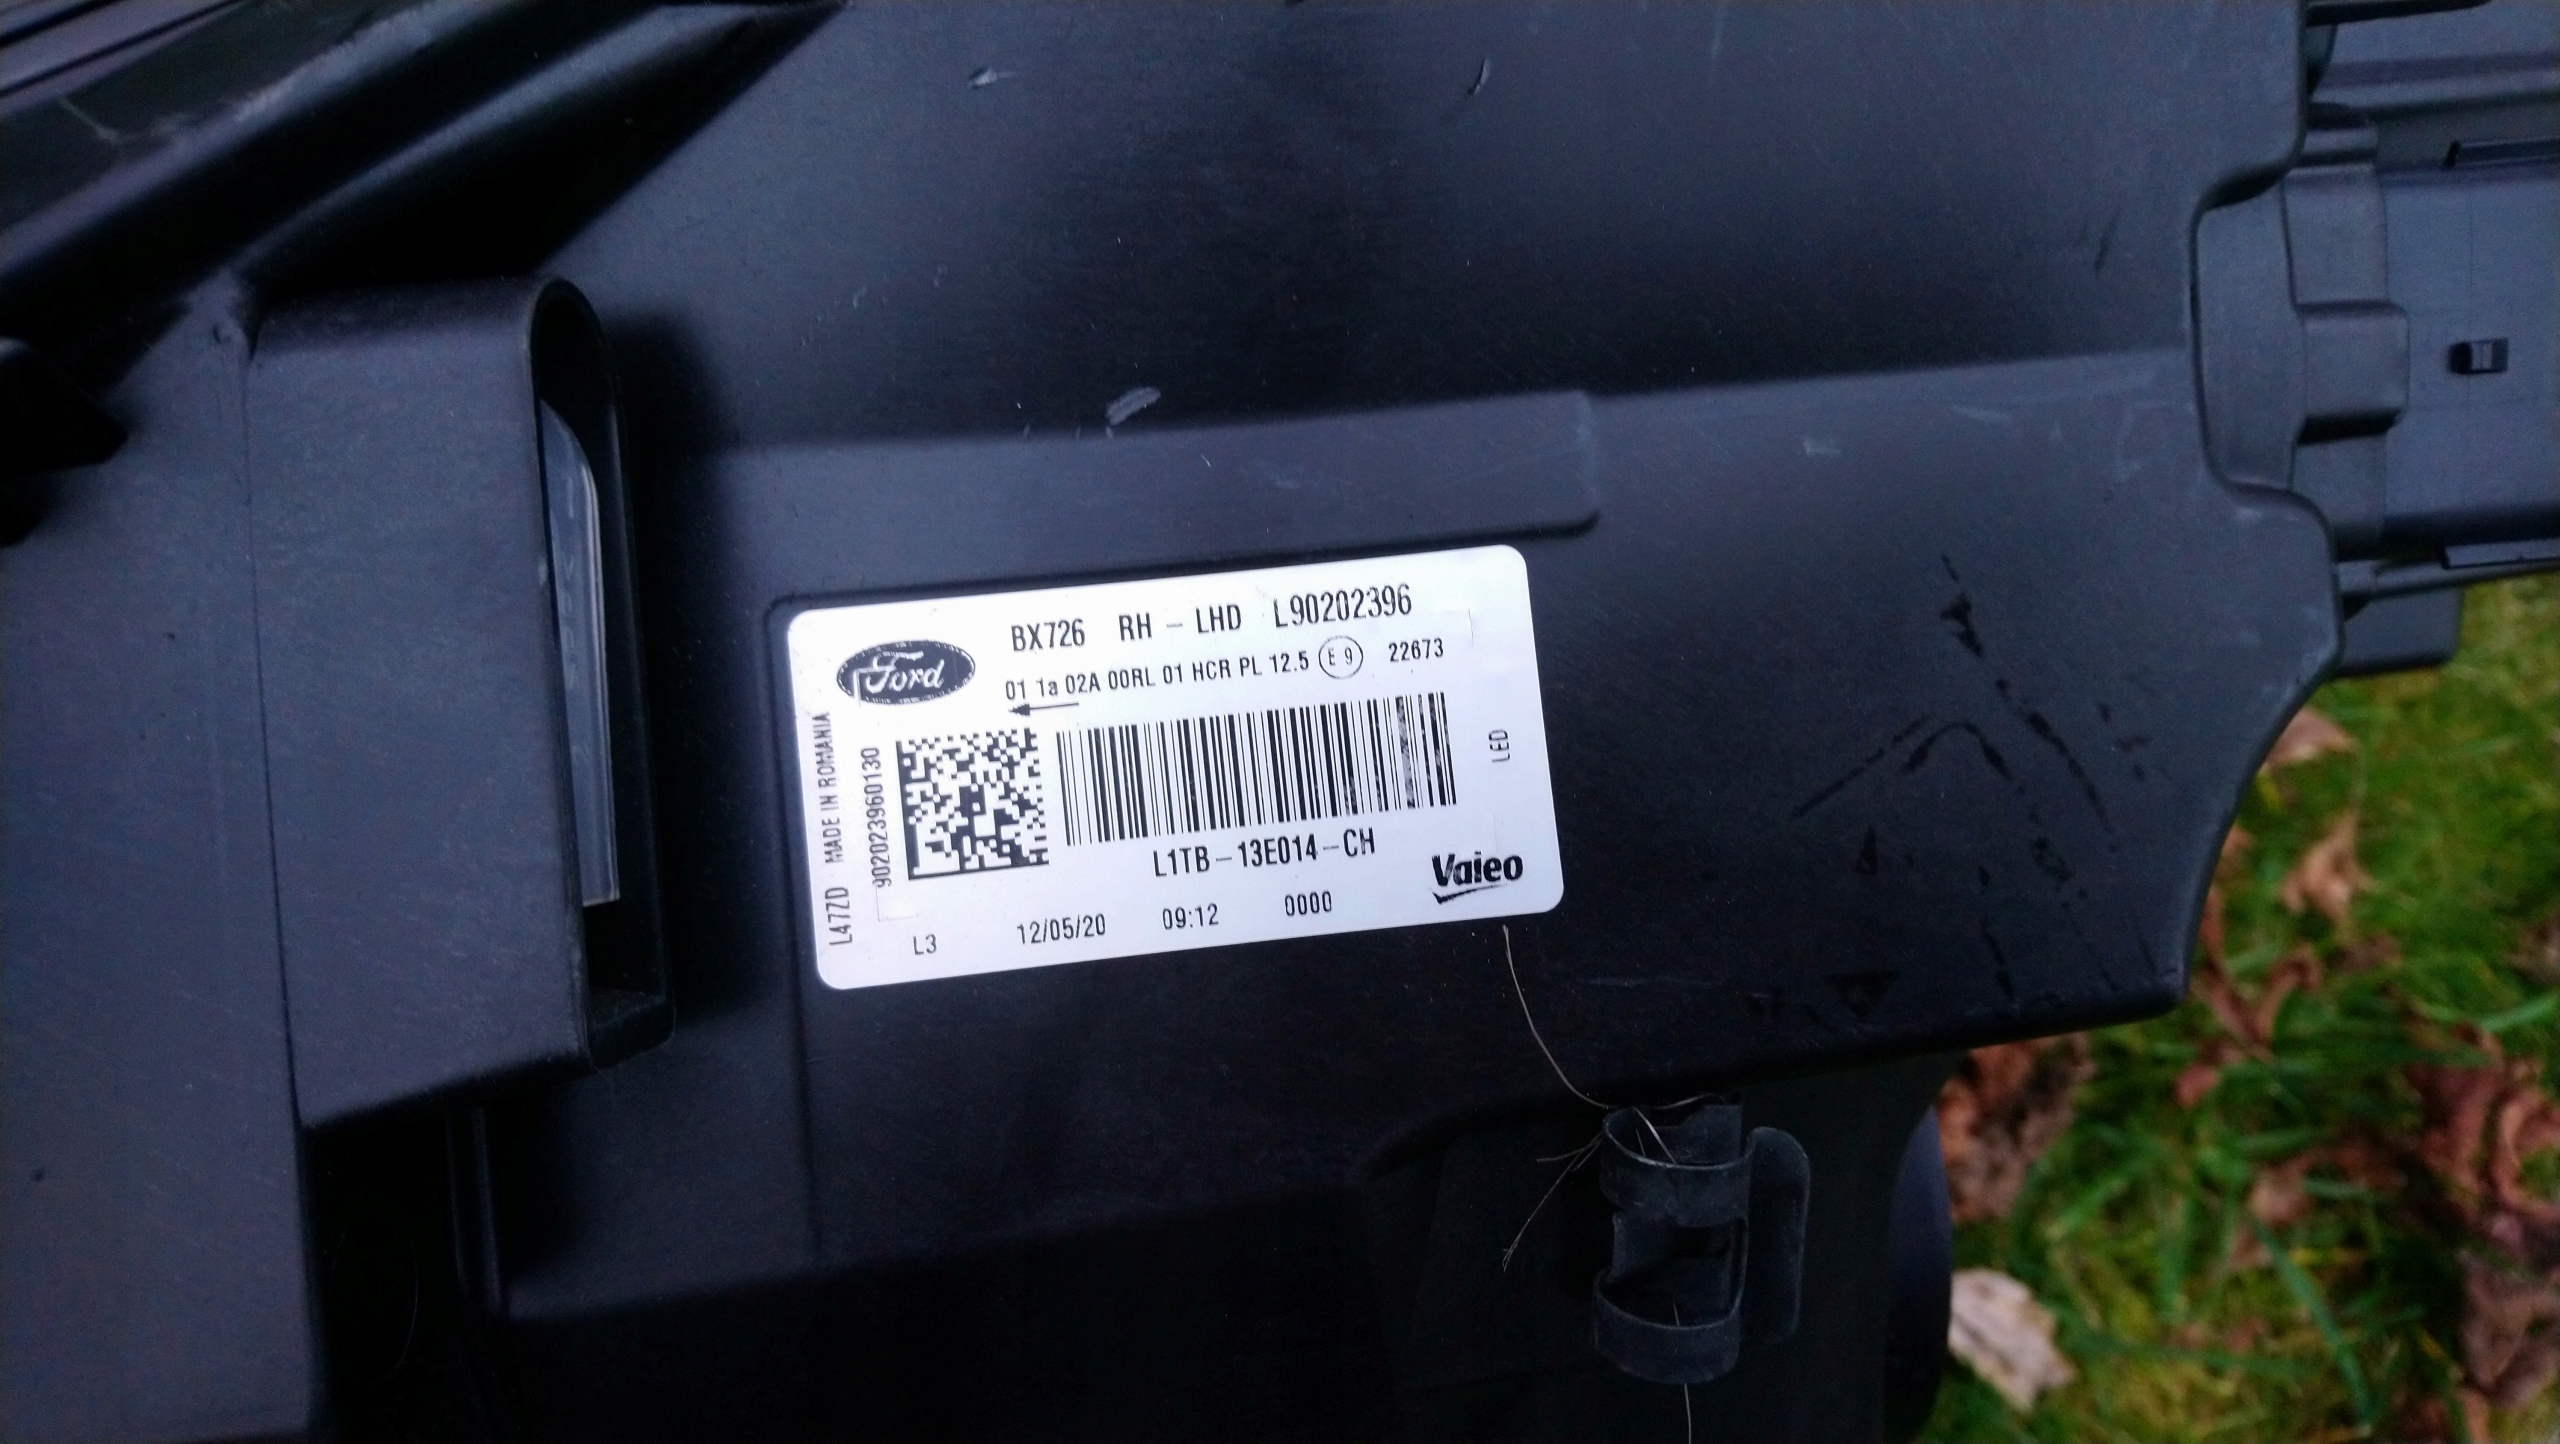 Ford
BX726 RH - LHD L90202396
01 1a 02A 00RL 01 HCR PL 12.5 E9 22673
L47ZD MADE IN ROMANIA
902023960130
LED
L1TB-13E014-CH
Valeo
L3 12/05/20 09:12 0000